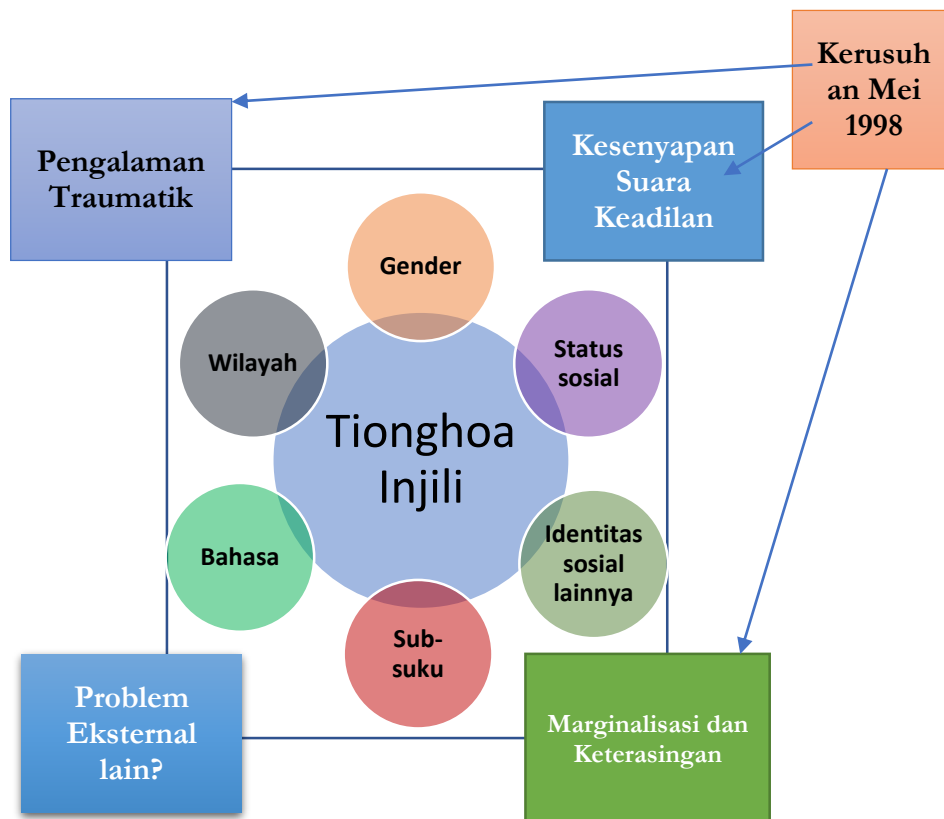 Kerusuh
an Mei
1998
Pengalaman
Traumatik
Kesenyapan
Suara
Keadilan
Gender
Wilayah
Status
sosial
Tionghoa
Injili
Bahasa
Identitas
sosial
lainnya
Sub-
suku
Problem
Eksternal
lain?
Marginalisasi dan
Keterasingan